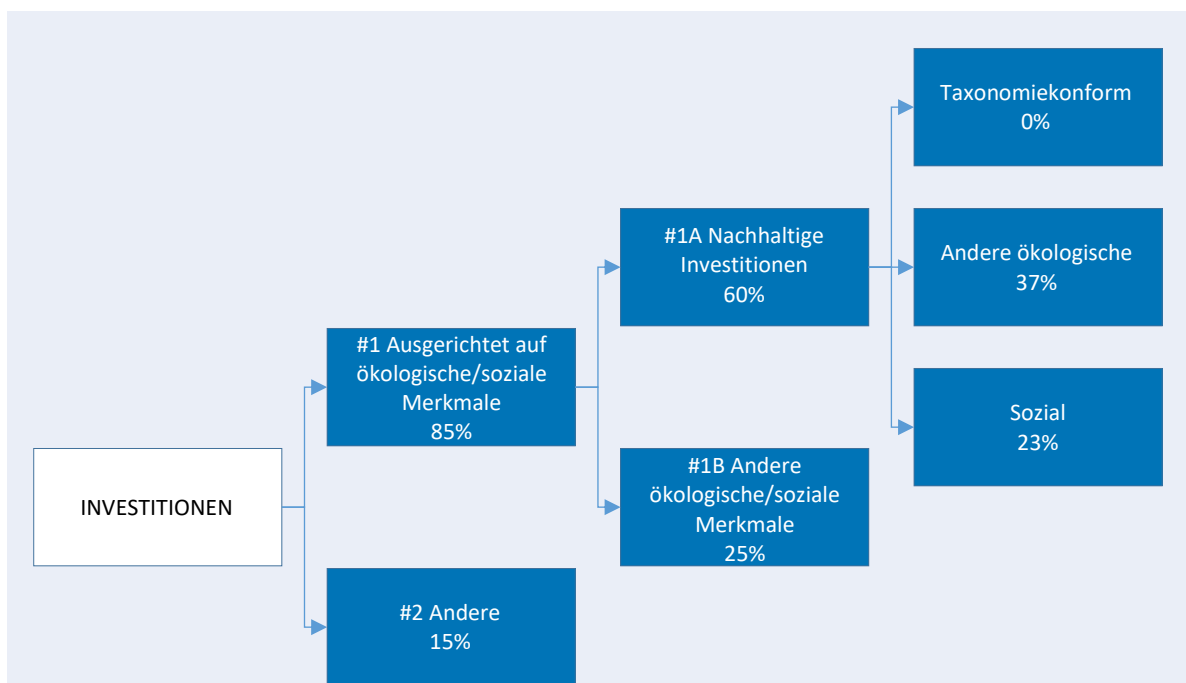 INVESTITIONEN
#1 Ausgerichtet auf
ökologische/soziale
Merkmale
85%
#2 Andere
15%
#1A Nachhaltige
Investitionen
60%
#1B Andere
ökologische/soziale
Merkmale
25%
Taxonomiekonform
0%
Andere ökologische
37%
Sozial
23%